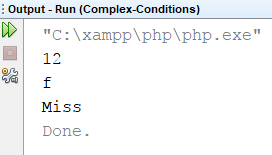 Output - Run (Complex-Conditions)
"C:\xampp\php\php.exe"
12
f
Miss
Done.